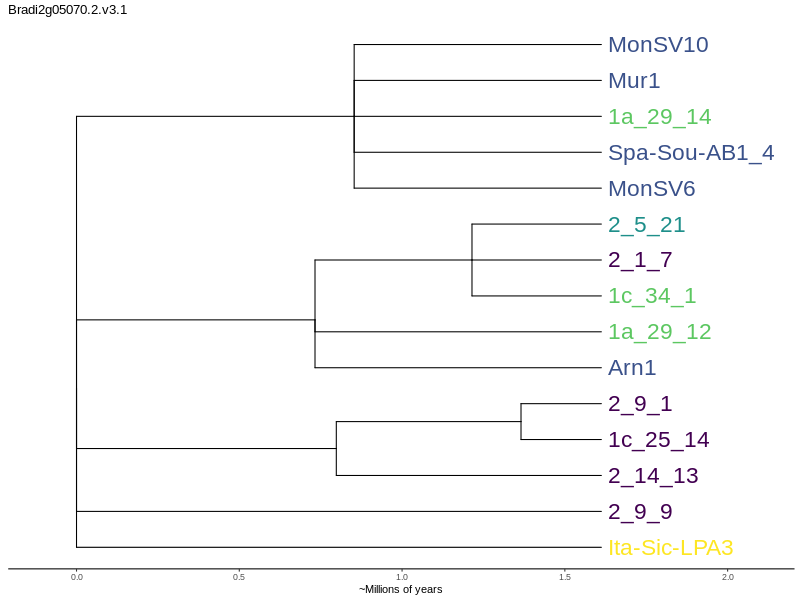 Bradi2g05070.2.v3.1
MonSV10
Mur1
1a_29_14
Spa-Sou-AB1_4
MonSV6
2_5_21
2_1_7
1c_34_1
1a_29_12
Arn1
2_9_1
1c_25_14
2_14_13
2_9_9
Ita-Sic-LPA3
0.0 0.5 1.0 1.5 2.0
~Millions of years